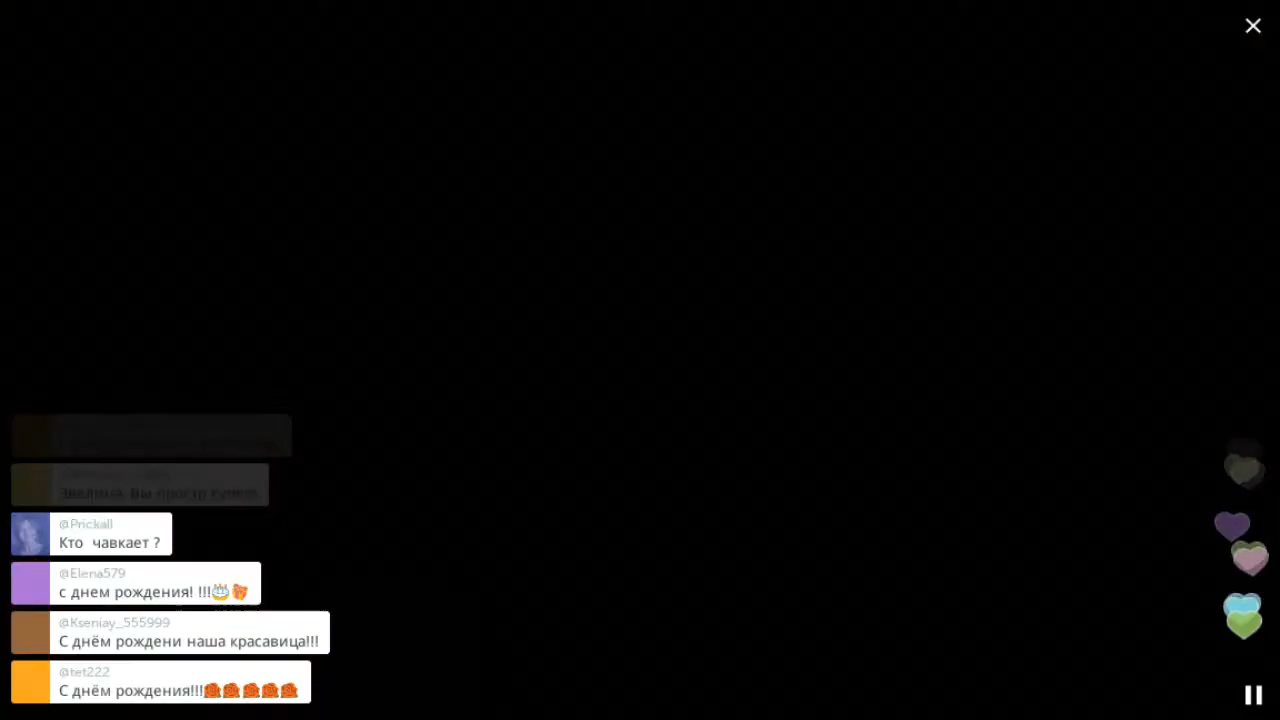 @Prickall
Кто чавкает ?
@Elena579
с днем рождения! !!!🎂🎁
@Kseniay_555999
С днём рождени наша красавица!!!
@tet222
С днём рождения!!!🌹🌹🌹🌹🌹